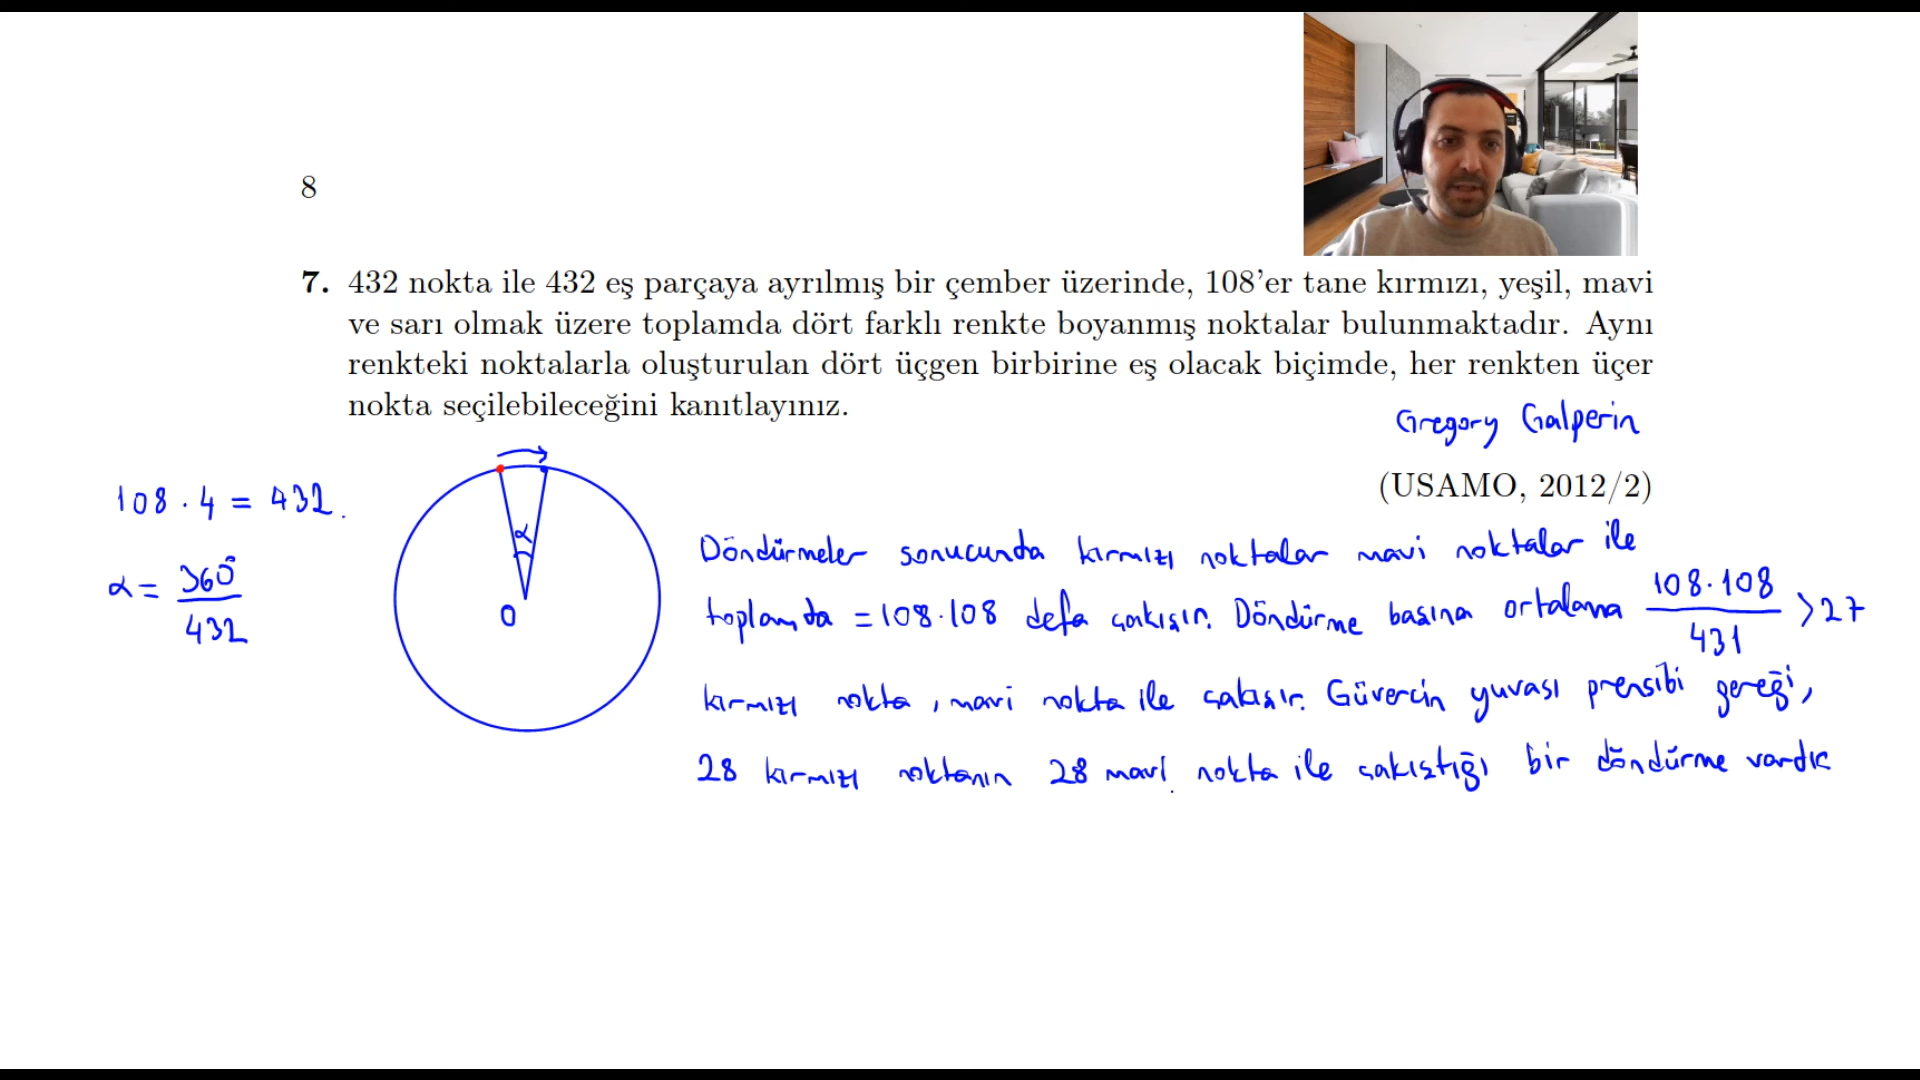 8
7. 432 nokta ile 432 eş parçaya ayrılmış bir çember üzerinde, 108'er tane kırmızı, yeşil, mavi
ve sarı olmak üzere toplamda dört farklı renkte boyanmış noktalar bulunmaktadır. Aynı
renkteki noktalarla oluşturulan dört üçgen birbirine eş olacak biçimde, her renkten üçer
nokta seçilebileceğini kanıtlayınız.
Gregory Galperin
(USAMO, 2012/2)
108 . 4 = 432.
α = 360° / 432
α
O
Döndürmeler sonucunda kırmızı noktalar mavi noktalar ile
toplamda = 108.108 defa çakışır. Döndürme başına ortalama 108.108 / 431 > 27
kırmızı nokta, mavi nokta ile çakışır. Güvercin yuvası prensibi gereği,
28 kırmızı noktanın 28 mavi nokta ile çakıştığı bir döndürme vardır